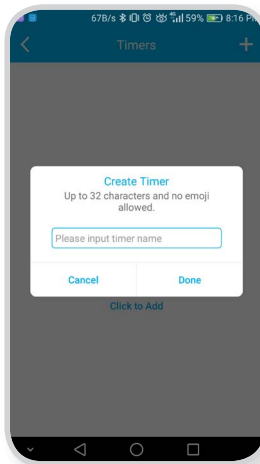 67B/s 59% 8:16 PM
Timers
Create Timer
Up to 32 characters and no emoji
allowed.
Please input timer name
Cancel Done
Click to Add